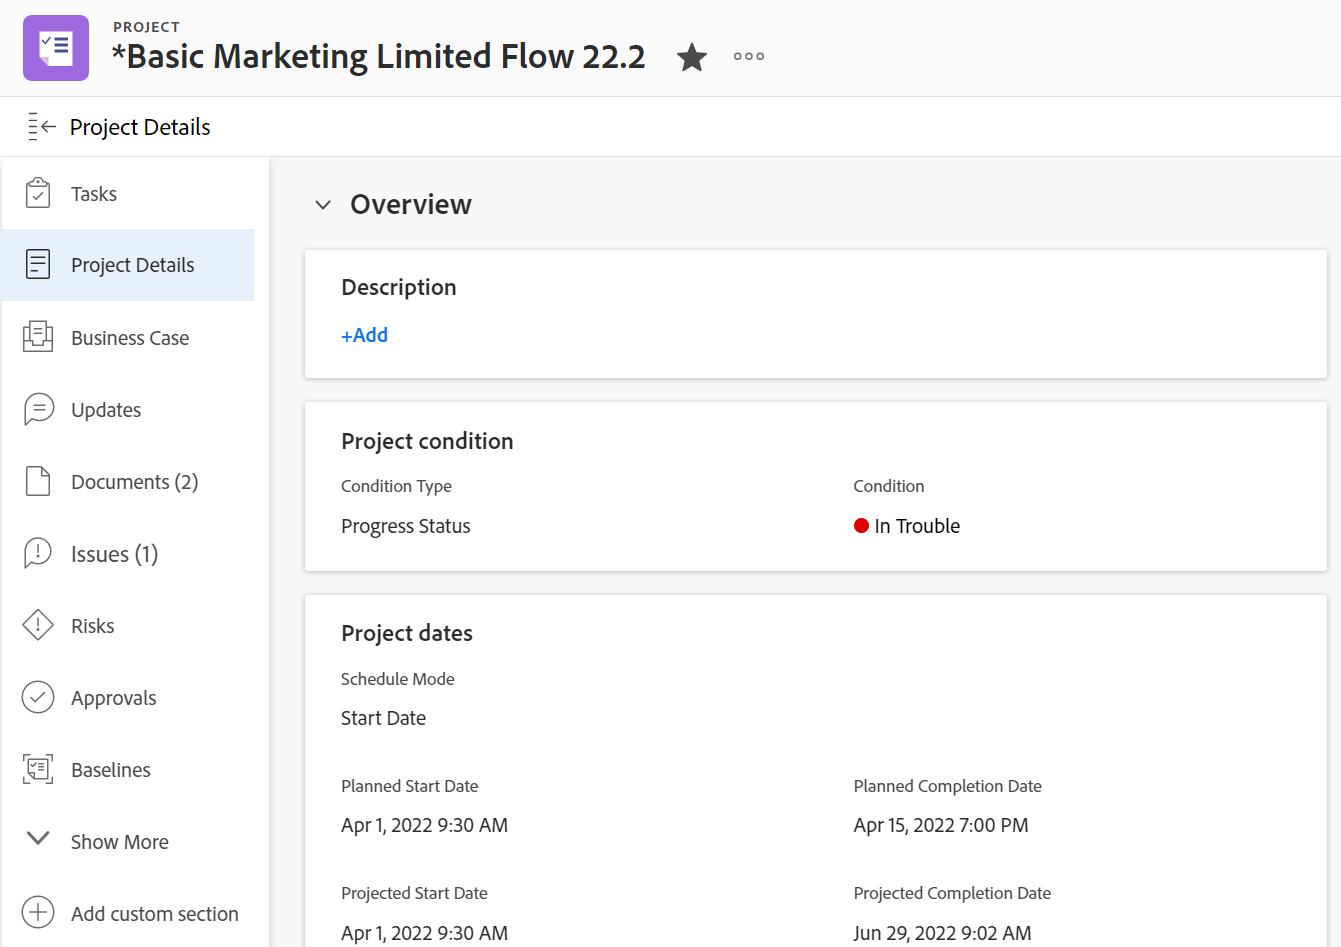 PROJECT
*Basic Marketing Limited Flow 22.2
Project Details
Tasks
Project Details
Business Case
Updates
Documents (2)
Issues (1)
Risks
Approvals
Baselines
Show More
Add custom section
Overview
Description
+Add
Project condition
Condition Type
Condition
Progress Status
In Trouble
Project dates
Schedule Mode
Start Date
Planned Start Date
Planned Completion Date
Apr 1, 2022 9:30 AM
Apr 15, 2022 7:00 PM
Projected Start Date
Projected Completion Date
Apr 1, 2022 9:30 AM
Jun 29, 2022 9:02 AM